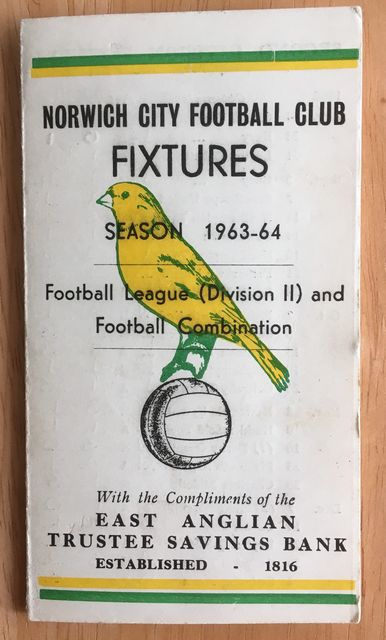 NORWICH CITY FOOTBALL CLUB
FIXTURES
SEASON 1963-64
Football League (Division II) and
Football Combination
With the Compliments of the
EAST ANGLIAN
TRUSTEE SAVINGS BANK
ESTABLISHED - 1816